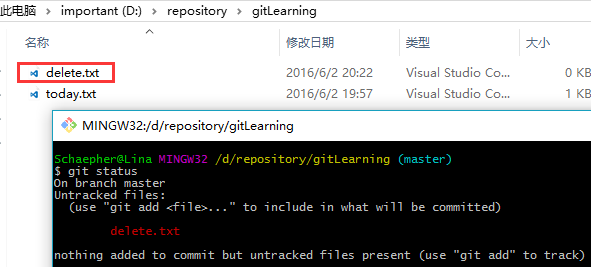 此电脑 > important (D:) > repository > gitLearning
名称 修改日期 类型 大小
delete.txt 2016/6/2 20:22 Visual Studio Co... 0 KB
today.txt 2016/6/2 19:57 Visual Studio Co... 1 KB
MINGW32:/d/repository/gitLearning
Schaepher@Lina MINGW32 /d/repository/gitLearning (master)
$ git status
On branch master
Untracked files:
(use "git add <file>..." to include in what will be committed)
delete.txt
nothing added to commit but untracked files present (use "git add" to track)